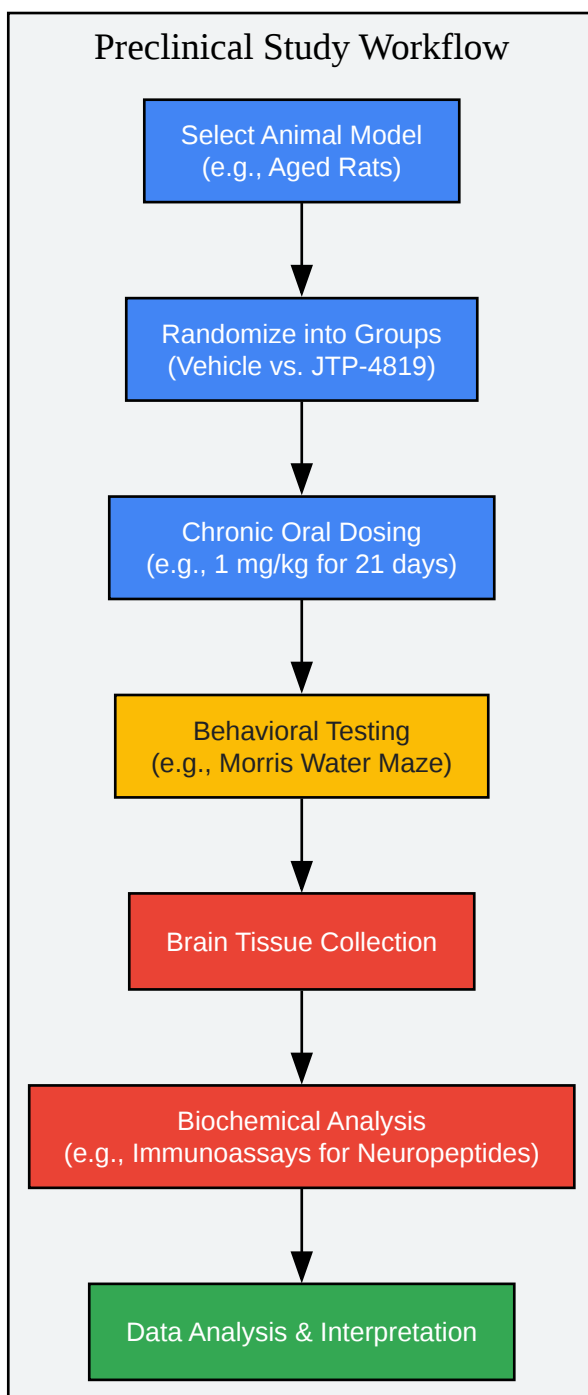 Preclinical Study Workflow
Select Animal Model
(e.g., Aged Rats)
Randomize into Groups
(Vehicle vs. JTP-4819)
Chronic Oral Dosing
(e.g., 1 mg/kg for 21 days)
Behavioral Testing
(e.g., Morris Water Maze)
Brain Tissue Collection
Biochemical Analysis
(e.g., Immunoassays for Neuropeptides)
Data Analysis & Interpretation